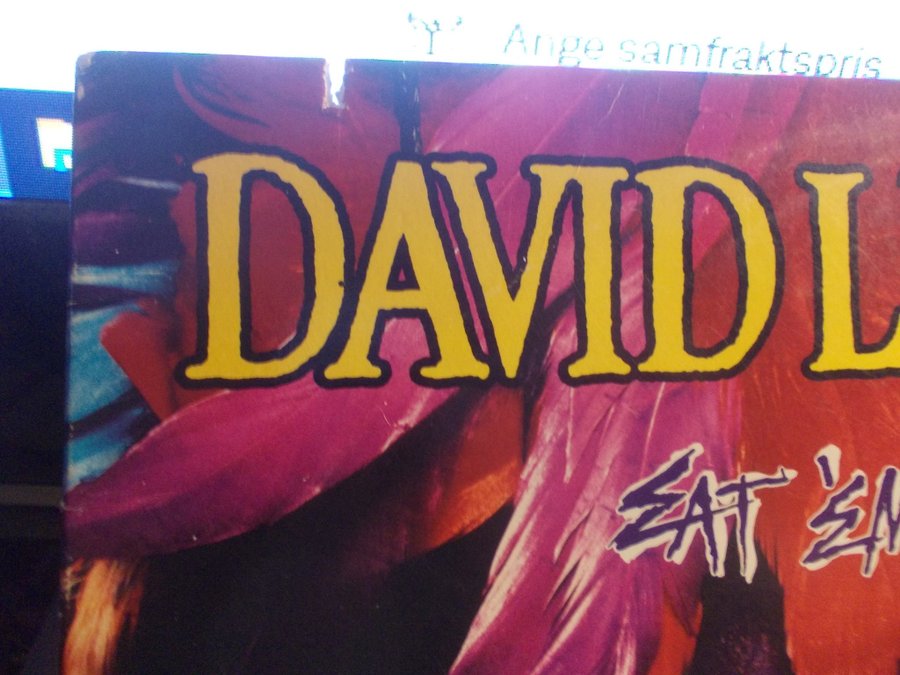 Ange samfraktspris
DAVID L
EAT 'EM